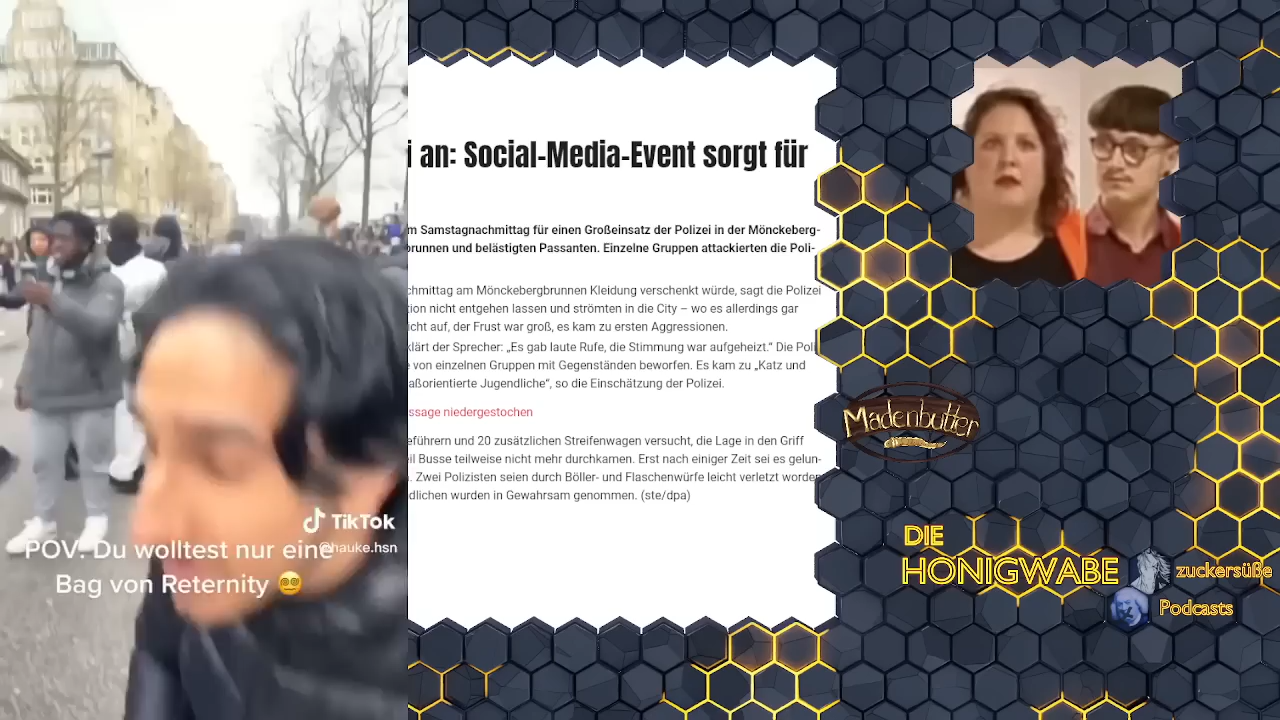 i an: Social-Media-Event sorgt für
m Samstagnachmittag für einen Großeinsatz der Polizei in der Mönckeberg-
brunnen und belästigten Passanten. Einzelne Gruppen attackierten die Poli-
chmittag am Mönckebergbrunnen Kleidung verschenkt würde, sagt die Polizei
tion nicht entgehen lassen und strömten in die City – wo es allerdings gar
icht auf, der Frust war groß, es kam zu ersten Aggressionen.
klärt der Sprecher: „Es gab laute Rufe, die Stimmung war aufgeheizt.“ Die Poli
e von einzelnen Gruppen mit Gegenständen beworfen. Es kam zu „Katz und
aßorientierte Jugendliche“, so die Einschätzung der Polizei.
ssage niedergestochen
eführern und 20 zusätzlichen Streifenwagen versucht, die Lage in den Griff
eil Busse teilweise nicht mehr durchkamen. Erst nach einiger Zeit sei es gelun-
. Zwei Polizisten seien durch Böller- und Flaschenwürfe leicht verletzt worden
dlichen wurden in Gewahrsam genommen. (ste/dpa)
TikTok
@hauke.hsn
POV: Du wolltest nur eine
Bag von Reternity 😵‍💫
Madenbutter
DIE
HONIGWABE
zuckersüße
Podcasts